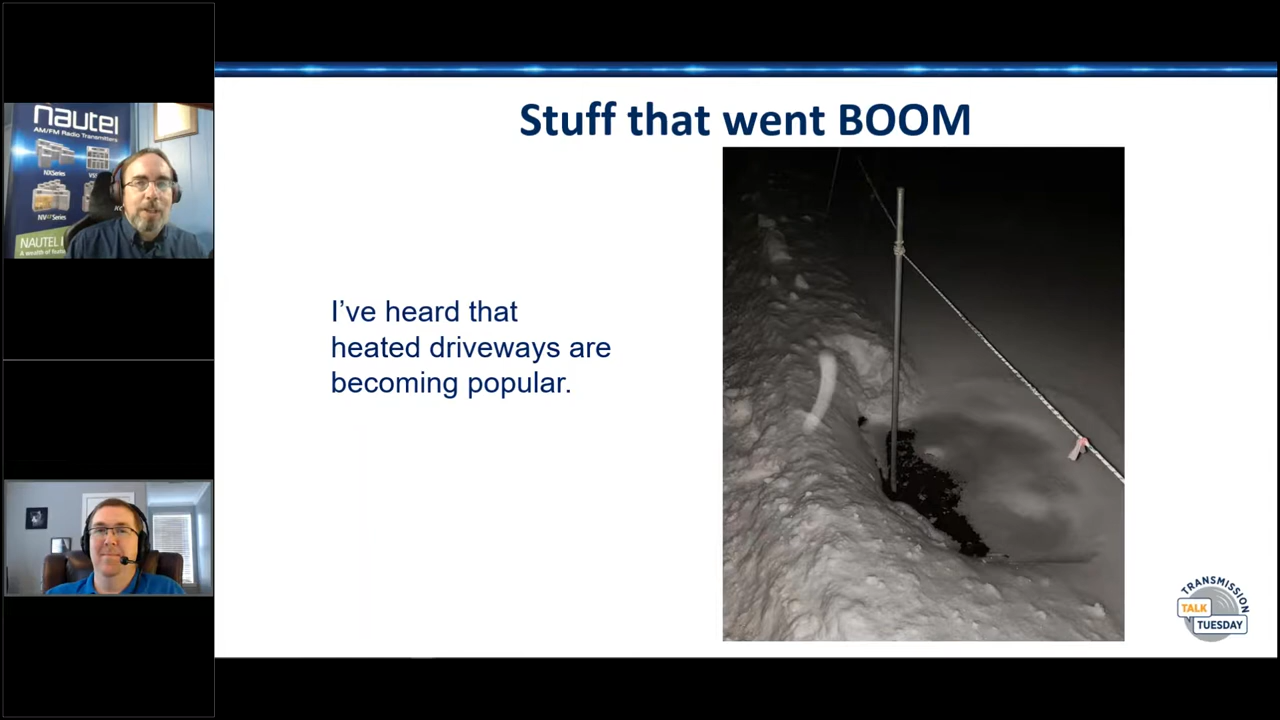 Stuff that went BOOM
I’ve heard that
heated driveways are
becoming popular.
nautel
AM/FM Radio Transmitters
NXSeries
NAUTEL
TRANSMISSION
TALK
TUESDAY